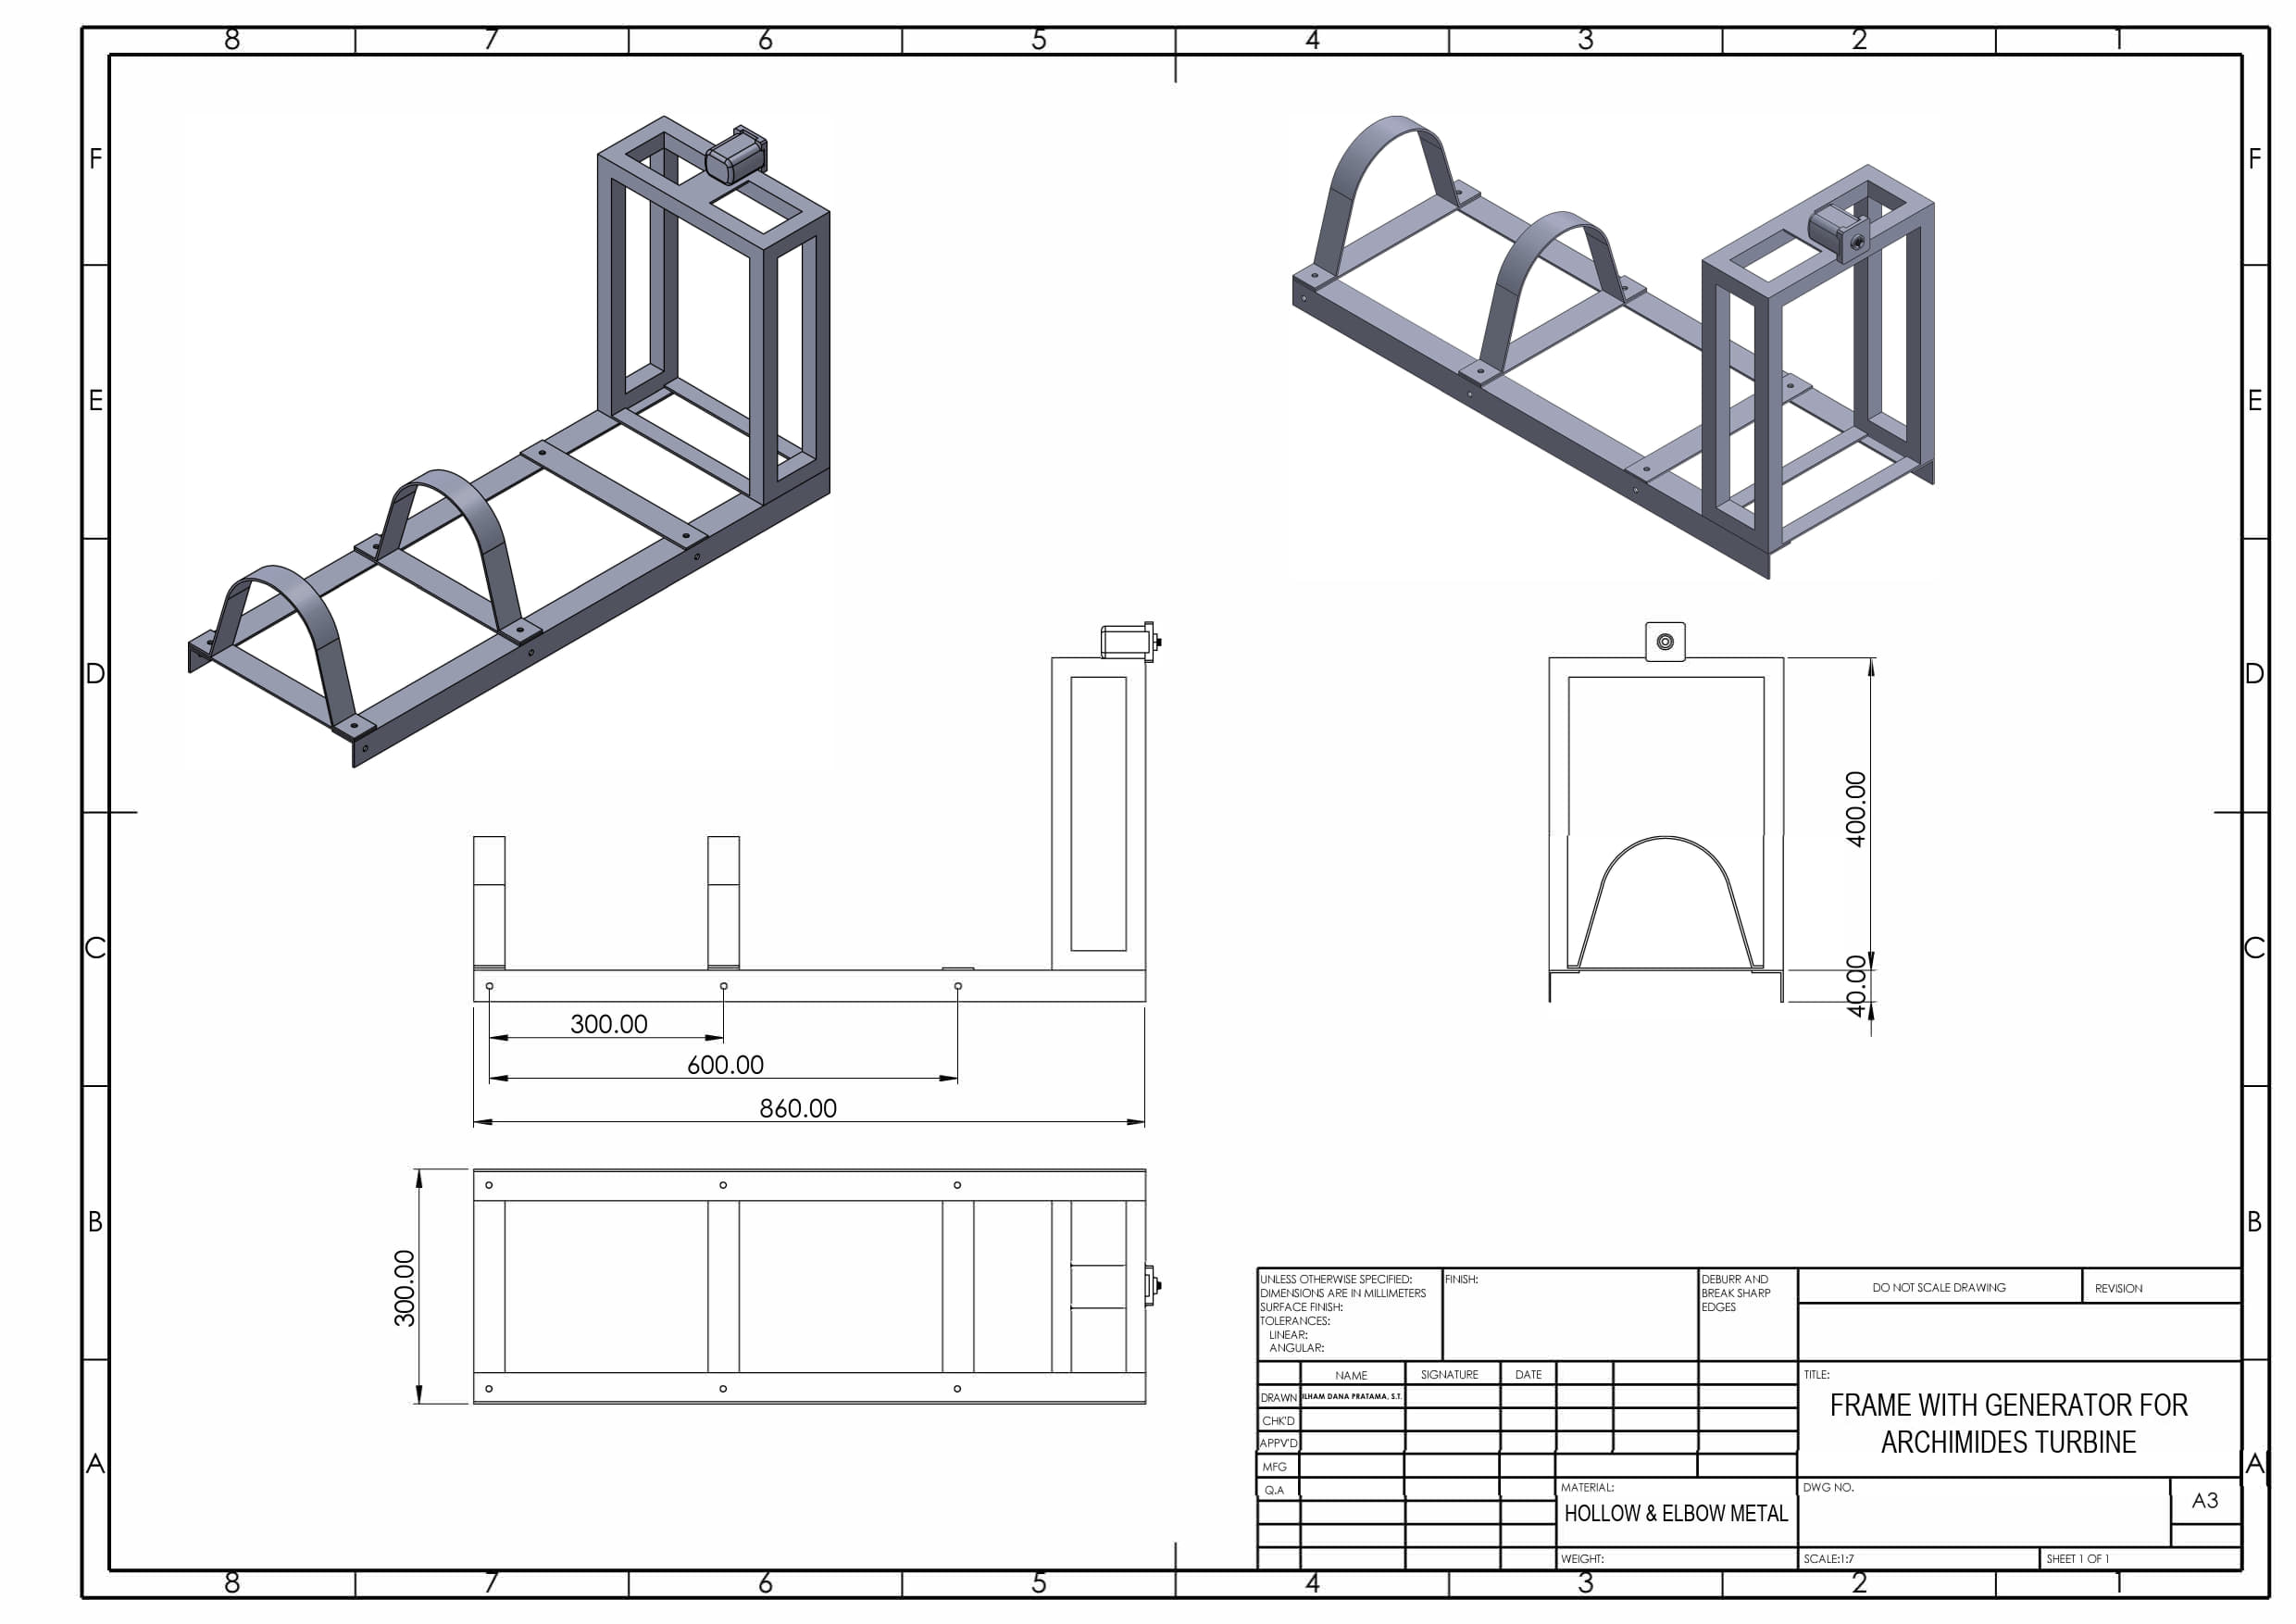 8 7 6 5 4 3 2 1
F F
E E
D D
C C
B B
A A
400.00
40.00
300.00
600.00
860.00
300.00
UNLESS OTHERWISE SPECIFIED:
DIMENSIONS ARE IN MILLIMETERS
SURFACE FINISH:
TOLERANCES:
LINEAR:
ANGULAR:
FINISH:
DEBURR AND
BREAK SHARP
EDGES
DO NOT SCALE DRAWING
REVISION
NAME SIGNATURE DATE
DRAWN ILHAM DANA PRATAMA, S.T.
CHK'D
APPV'D
MFG
Q.A
TITLE:
FRAME WITH GENERATOR FOR
ARCHIMIDES TURBINE
MATERIAL:
HOLLOW & ELBOW METAL
DWG NO.
A3
WEIGHT:
SCALE:1:7
SHEET 1 OF 1
8 7 6 5 4 3 2 1